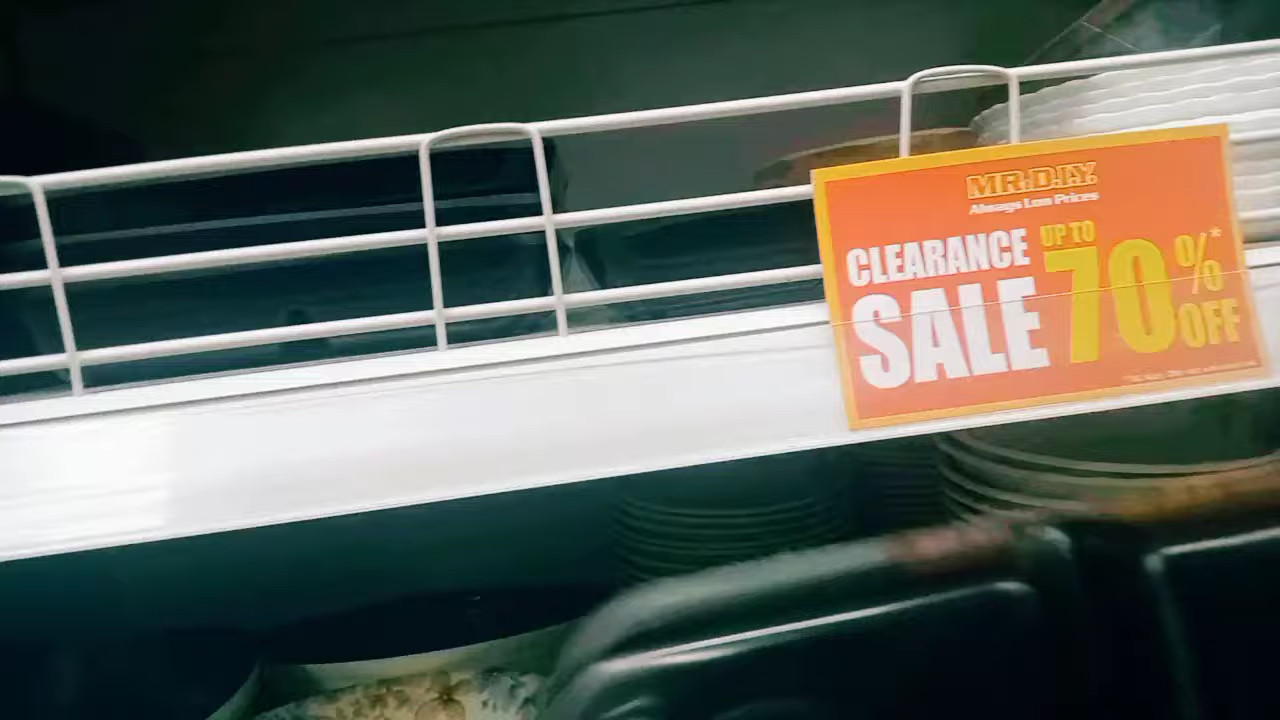 MR.D.I.Y.
Always Low Prices
CLEARANCE
SALE
UP TO
70%*
OFF